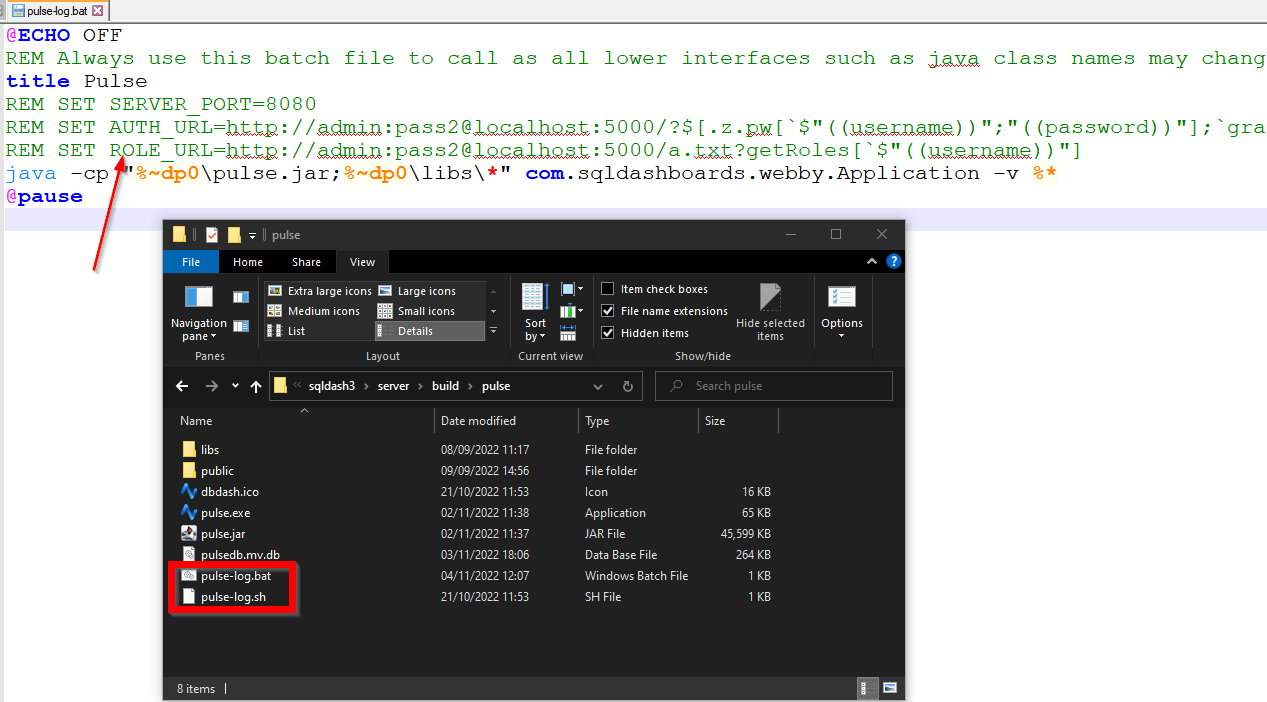 pulse-log.bat
@ECHO OFF
REM Always use this batch file to call as all lower interfaces such as java class names may chang
title Pulse
REM SET SERVER_PORT=8080
REM SET AUTH_URL=http://admin:pass2@localhost:5000/?$[.z.pw[`$"((username))";"((password))"];`gra
REM SET ROLE_URL=http://admin:pass2@localhost:5000/a.txt?getRoles[`$"((username))"]
java -cp "%~dp0\pulse.jar;%~dp0\libs\*" com.sqldashboards.webby.Application -v %*
@pause
pulse
File Home Share View
Extra large icons Large icons
Medium icons Small icons
List Details
Navigation pane
Sort by
Item check boxes
File name extensions
Hidden items
Hide selected items
Options
Panes Layout Current view Show/hide
« sqldash3 › server › build › pulse
Search pulse
Name Date modified Type Size
libs 08/09/2022 11:17 File folder
public 09/09/2022 14:56 File folder
dbdash.ico 21/10/2022 11:53 Icon 16 KB
pulse.exe 02/11/2022 11:38 Application 65 KB
pulse.jar 02/11/2022 11:37 JAR File 45,599 KB
pulsedb.mv.db 03/11/2022 18:06 Data Base File 264 KB
pulse-log.bat 04/11/2022 12:07 Windows Batch File 1 KB
pulse-log.sh 21/10/2022 11:53 SH File 1 KB
8 items